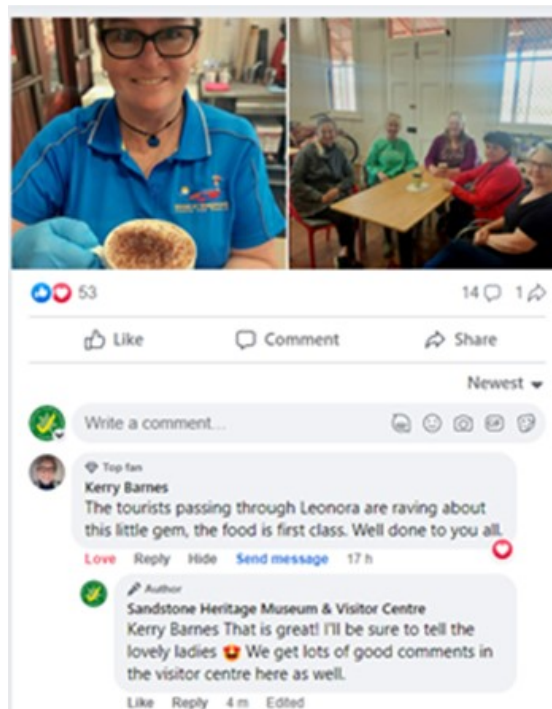 53
14 1
Like Comment Share
Newest
Write a comment...
Top fan
Kerry Barnes
The tourists passing through Leonora are raving about
this little gem, the food is first class. Well done to you all.
Love Reply Hide Send message 17 h
Author
Sandstone Heritage Museum & Visitor Centre
Kerry Barnes That is great! I'll be sure to tell the
lovely ladies 🤩 We get lots of good comments in
the visitor centre here as well.
Like Reply 4 m Edited